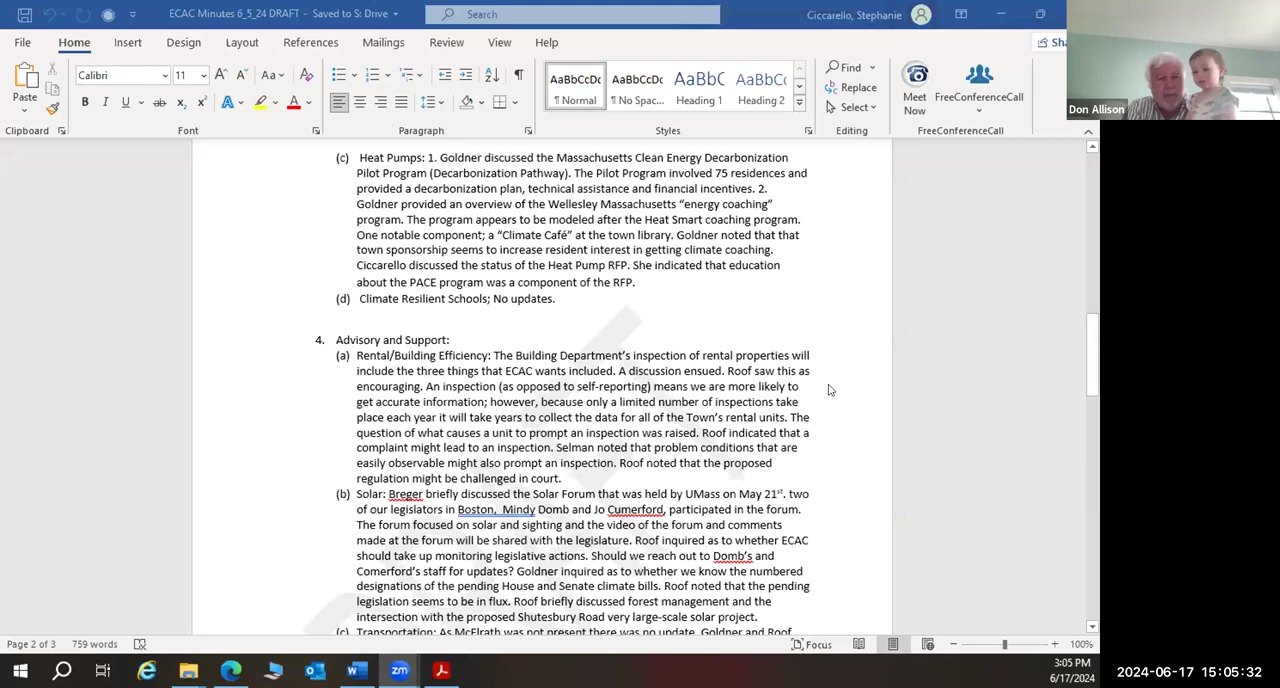 ECAC Minutes 6_5_24 DRAFT - Saved to S: Drive
Search
Ciccarello, Stephanie
File Home Insert Design Layout References Mailings Review View Help
Sha
Paste
Calibri 11
AaBbCcDc AaBbCcDc AaBbC AaBbCc
¶ Normal ¶ No Spac... Heading 1 Heading 2
Find
Replace
Select
Meet Now
FreeConferenceCall
Clipboard Font Paragraph Styles Editing FreeConferenceCall
Don Allison
(c) Heat Pumps: 1. Goldner discussed the Massachusetts Clean Energy Decarbonization
Pilot Program (Decarbonization Pathway). The Pilot Program involved 75 residences and
provided a decarbonization plan, technical assistance and financial incentives. 2.
Goldner provided an overview of the Wellesley Massachusetts “energy coaching”
program. The program appears to be modeled after the Heat Smart coaching program.
One notable component; a “Climate Café” at the town library. Goldner noted that that
town sponsorship seems to increase resident interest in getting climate coaching.
Ciccarello discussed the status of the Heat Pump RFP. She indicated that education
about the PACE program was a component of the RFP.
(d) Climate Resilient Schools; No updates.
4. Advisory and Support:
(a) Rental/Building Efficiency: The Building Department’s inspection of rental properties will
include the three things that ECAC wants included. A discussion ensued. Roof saw this as
encouraging. An inspection (as opposed to self-reporting) means we are more likely to
get accurate information; however, because only a limited number of inspections take
place each year it will take years to collect the data for all of the Town’s rental units. The
question of what causes a unit to prompt an inspection was raised. Roof indicated that a
complaint might lead to an inspection. Selman noted that problem conditions that are
easily observable might also prompt an inspection. Roof noted that the proposed
regulation might be challenged in court.
(b) Solar: Breger briefly discussed the Solar Forum that was held by UMass on May 21st. two
of our legislators in Boston, Mindy Domb and Jo Cumerford, participated in the forum.
The forum focused on solar and sighting and the video of the forum and comments
made at the forum will be shared with the legislature. Roof inquired as to whether ECAC
should take up monitoring legislative actions. Should we reach out to Domb’s and
Comerford’s staff for updates? Goldner inquired as to whether we know the numbered
designations of the pending House and Senate climate bills. Roof noted that the pending
legislation seems to be in flux. Roof briefly discussed forest management and the
intersection with the proposed Shutesbury Road very large-scale solar project.
(c) Transportation: As McElrath was not present there was no update. Goldner and Roof
Page 2 of 3 759 words
Focus
100%
zm
3:05 PM
6/17/2024
2024-06-17 15:05:32